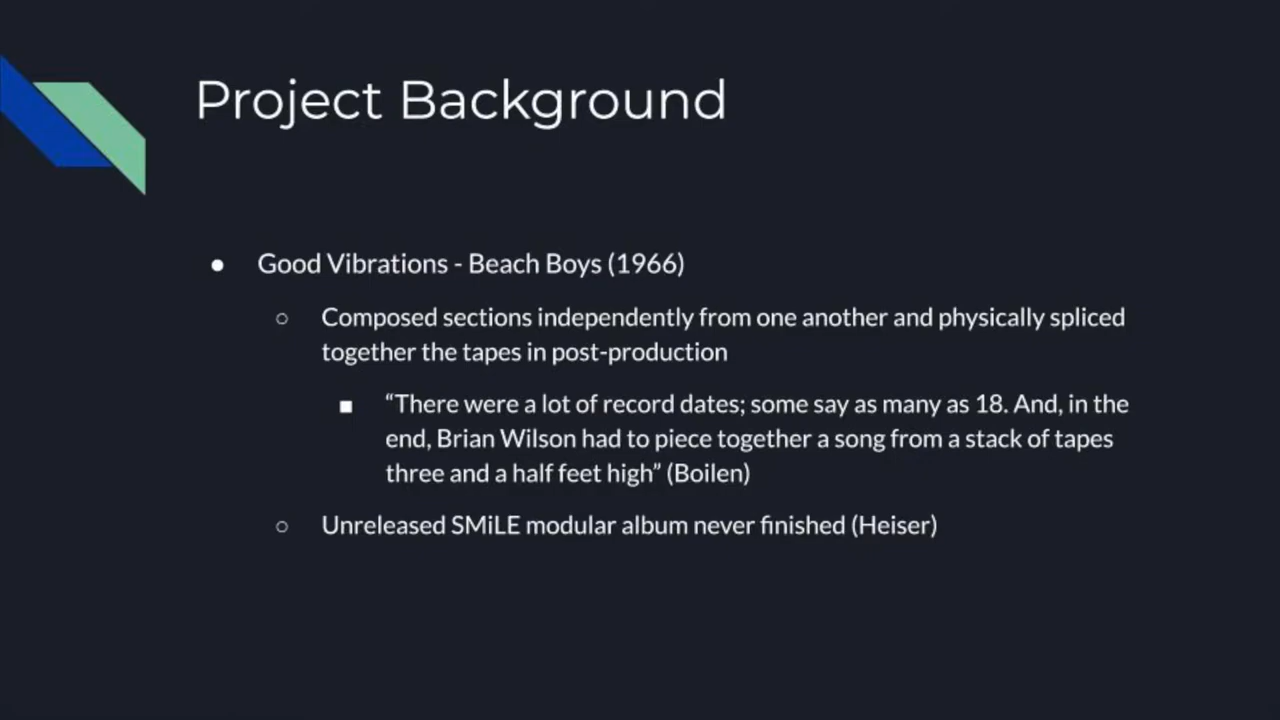 Project Background
● Good Vibrations - Beach Boys (1966)
○ Composed sections independently from one another and physically spliced
together the tapes in post-production
■ “There were a lot of record dates; some say as many as 18. And, in the
end, Brian Wilson had to piece together a song from a stack of tapes
three and a half feet high” (Boilen)
○ Unreleased SMiLE modular album never finished (Heiser)